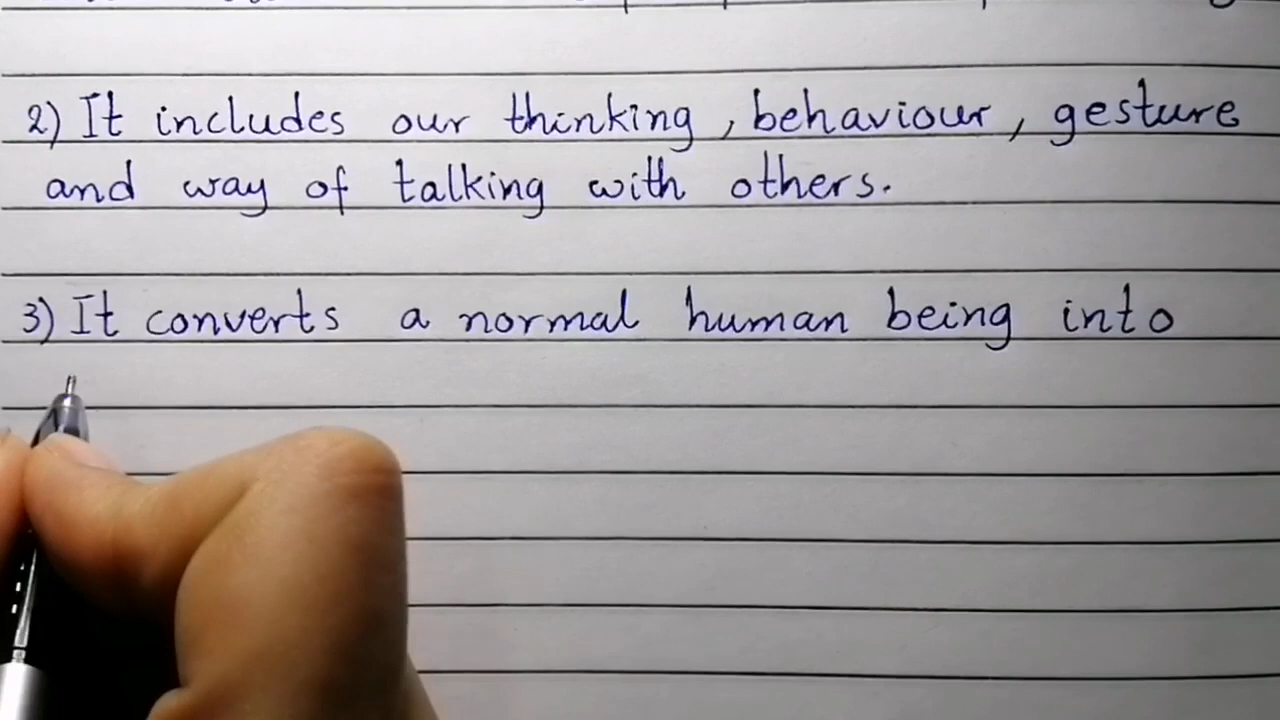 2) It includes our thinking, behaviour, gesture
and way of talking with others.
3) It converts a normal human being into